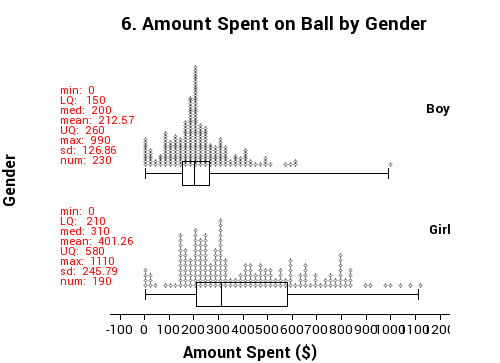 6. Amount Spent on Ball by Gender
min: 0
LQ: 150
med: 200
mean: 212.57
UQ: 260
max: 990
sd: 126.86
num: 230
Boy
Gender
min: 0
LQ: 210
med: 310
mean: 401.26
UQ: 580
max: 1110
sd: 245.79
num: 190
Girl
-100 0 100 200 300 400 500 600 700 800 900 1000 1100 1200
Amount Spent ($)